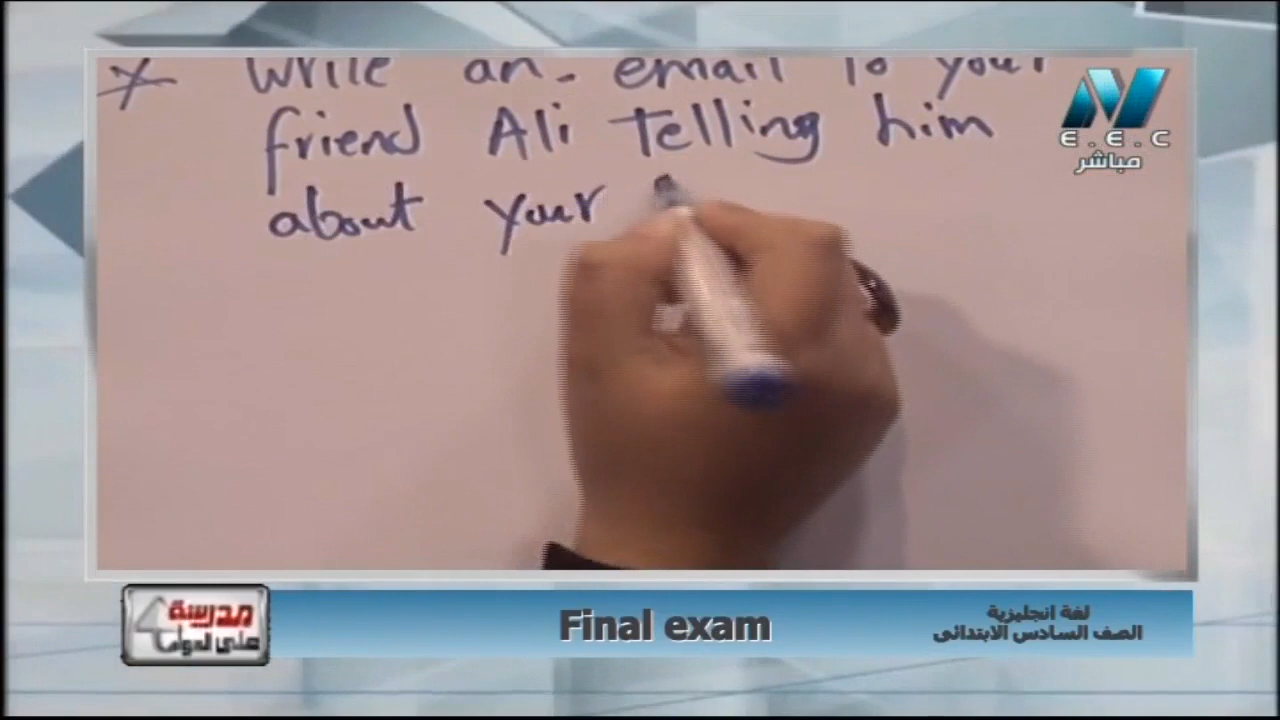 Write an email to your
friend Ali telling him
about your
E.E.C
مباشر
مدرسة
على الهواء
Final exam
لغة انجليزية
الصف السادس الابتدائى